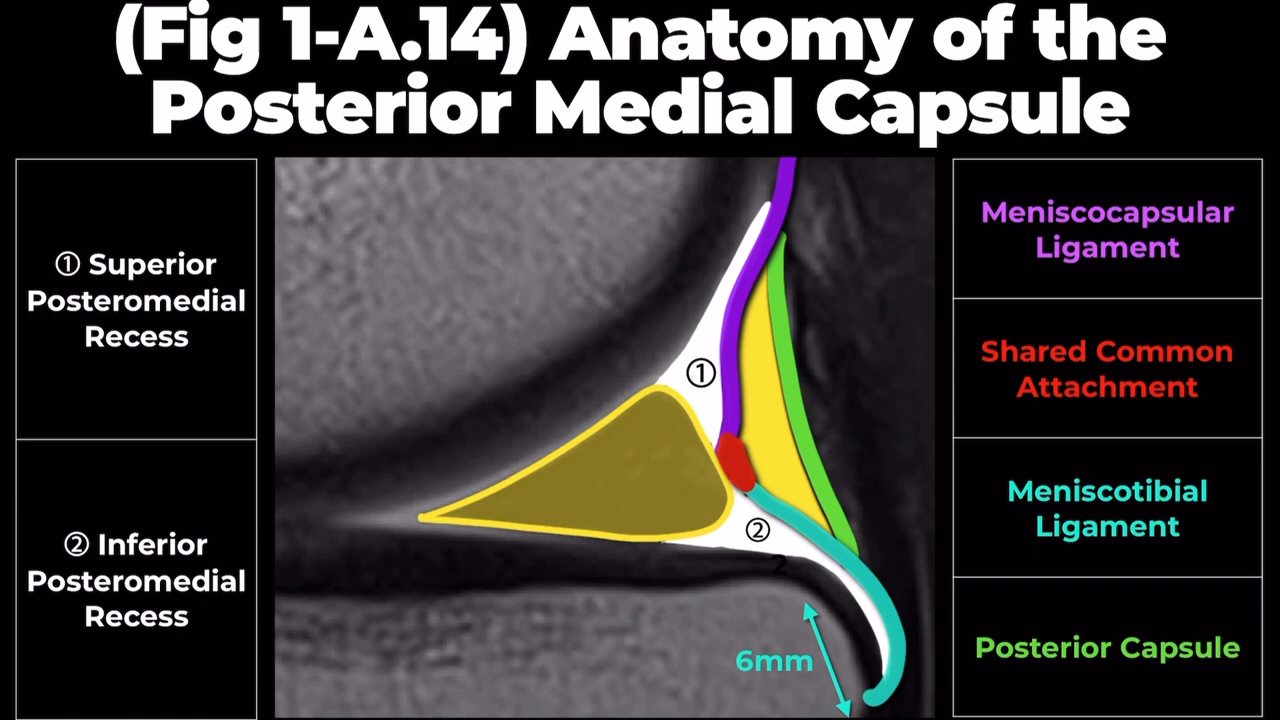 (Fig 1-A.14) Anatomy of the
Posterior Medial Capsule
① Superior
Posteromedial
Recess
② Inferior
Posteromedial
Recess
①
②
2
6mm
Meniscocapsular
Ligament
Shared Common
Attachment
Meniscotibial
Ligament
Posterior Capsule